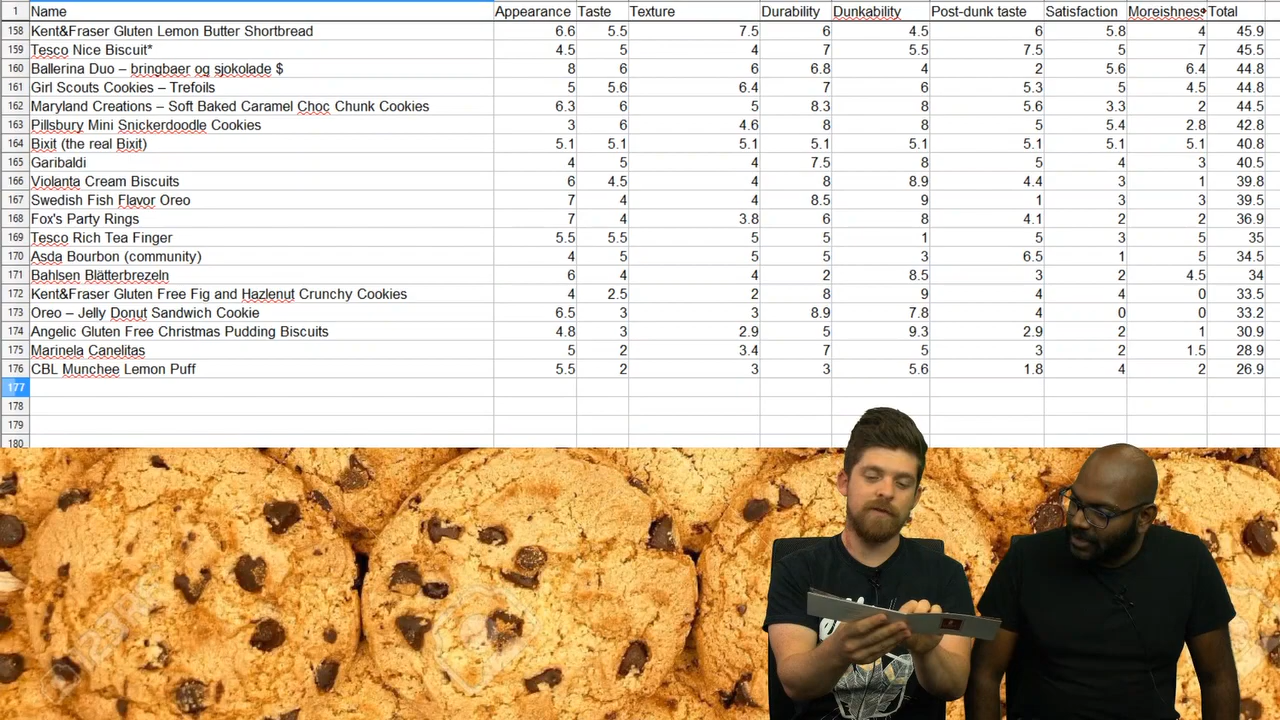 1 Name Appearance Taste Texture Durability Dunkability Post-dunk taste Satisfaction Moreishness Total
158 Kent&Fraser Gluten Lemon Butter Shortbread 6.6 5.5 7.5 6 4.5 6 5.8 4 45.9
159 Tesco Nice Biscuit* 4.5 5 4 7 5.5 7.5 5 7 45.5
160 Ballerina Duo – bringbaer og sjokolade $ 8 6 6 6.8 4 2 5.6 6.4 44.8
161 Girl Scouts Cookies – Trefoils 5 5.6 6.4 7 6 5.3 5 4.5 44.8
162 Maryland Creations – Soft Baked Caramel Choc Chunk Cookies 6.3 6 5 8.3 8 5.6 3.3 2 44.5
163 Pillsbury Mini Snickerdoodle Cookies 3 6 4.6 8 8 5 5.4 2.8 42.8
164 Bixit (the real Bixit) 5.1 5.1 5.1 5.1 5.1 5.1 5.1 5.1 40.8
165 Garibaldi 4 5 4 7.5 8 5 4 3 40.5
166 Violanta Cream Biscuits 6 4.5 4 8 8.9 4.4 3 1 39.8
167 Swedish Fish Flavor Oreo 7 4 4 8.5 9 1 3 3 39.5
168 Fox's Party Rings 7 4 3.8 6 8 4.1 2 2 36.9
169 Tesco Rich Tea Finger 5.5 5.5 5 5 1 5 3 5 35
170 Asda Bourbon (community) 4 5 5 5 3 6.5 1 5 34.5
171 Bahlsen Blätterbrezeln 6 4 4 2 8.5 3 2 4.5 34
172 Kent&Fraser Gluten Free Fig and Hazlenut Crunchy Cookies 4 2.5 2 8 9 4 4 0 33.5
173 Oreo – Jelly Donut Sandwich Cookie 6.5 3 3 8.9 7.8 4 0 0 33.2
174 Angelic Gluten Free Christmas Pudding Biscuits 4.8 3 2.9 5 9.3 2.9 2 1 30.9
175 Marinela Canelitas 5 2 3.4 7 5 3 2 1.5 28.9
176 CBL Munchee Lemon Puff 5.5 2 3 3 5.6 1.8 4 2 26.9
177
178
179
180
123RF